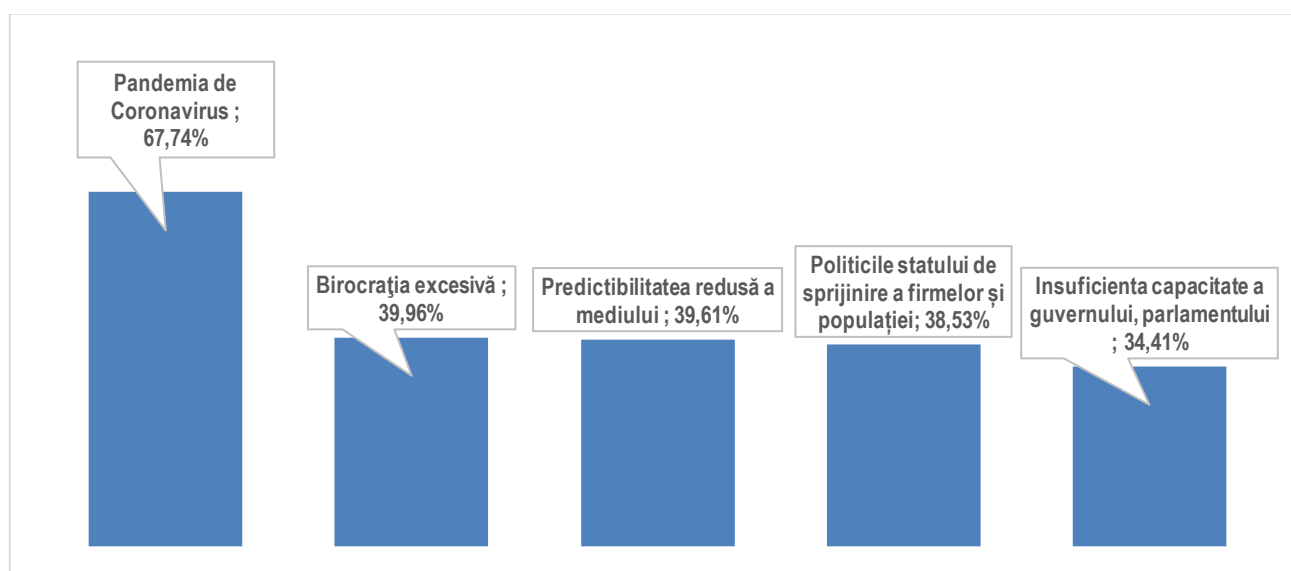 Pandemia de
Coronavirus ;
67,74%
Birocraţia excesivă ;
39,96%
Predictibilitatea redusă a
mediului ; 39,61%
Politicile statului de
sprijinire a firmelor și
populației; 38,53%
Insuficienta capacitate a
guvernului, parlamentului
; 34,41%